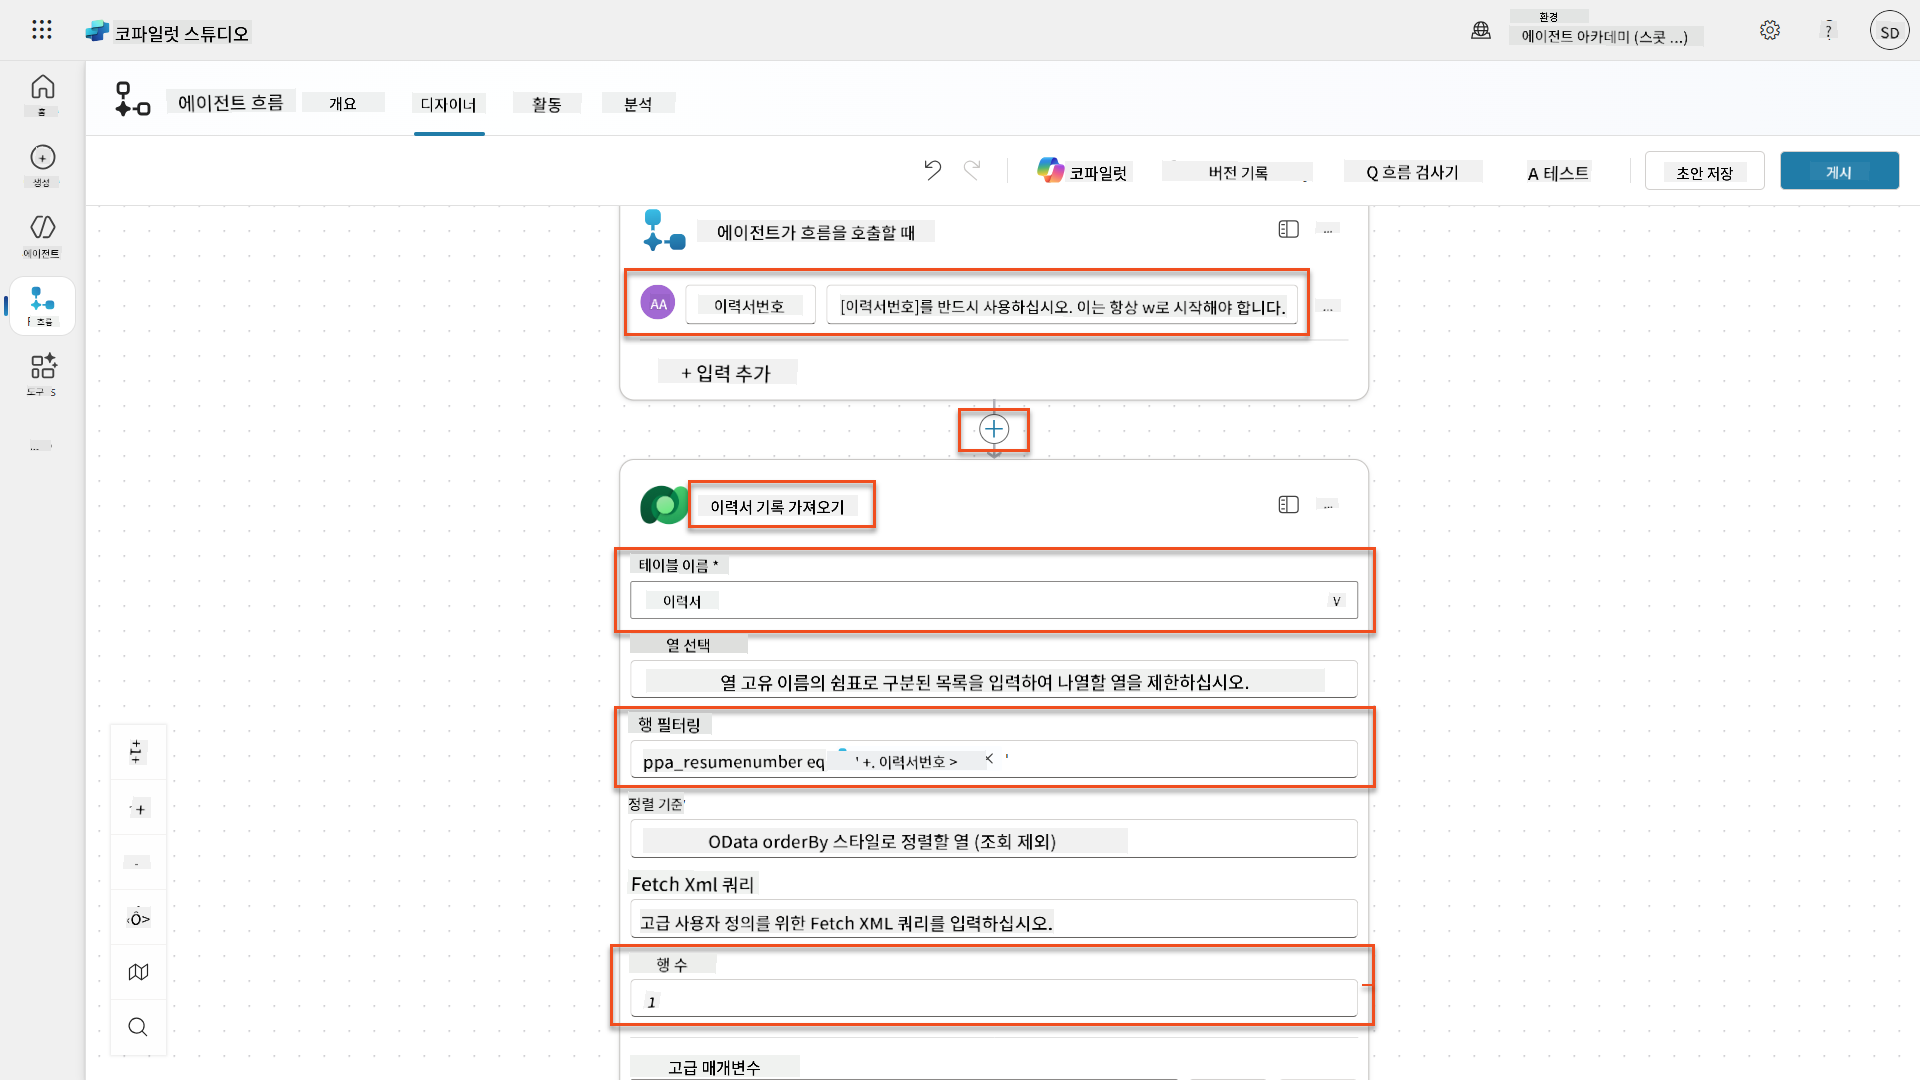 코파일럿 스튜디오
환경
에이전트 아카데미 (스콧 ...)
?
SD
홈
생성
에이전트
흐름
도구 S
...
에이전트 흐름
개요
디자이너
활동
분석
코파일럿
버전 기록
Q 흐름 검사기
A 테스트
초안 저장
게시
에이전트가 흐름을 호출할 때
...
AA
이력서번호
[이력서번호]를 반드시 사용하십시오. 이는 항상 w로 시작해야 합니다.
...
+ 입력 추가
이력서 기록 가져오기
...
테이블 이름 *
이력서
V
열 선택
열 고유 이름의 쉼표로 구분된 목록을 입력하여 나열할 열을 제한하십시오.
행 필터링
ppa_resumenumber eq ' +. 이력서번호 > '
정렬 기준
OData orderBy 스타일로 정렬할 열 (조회 제외)
Fetch Xml 쿼리
고급 사용자 정의를 위한 Fetch XML 쿼리를 입력하십시오.
행 수
1
고급 매개변수